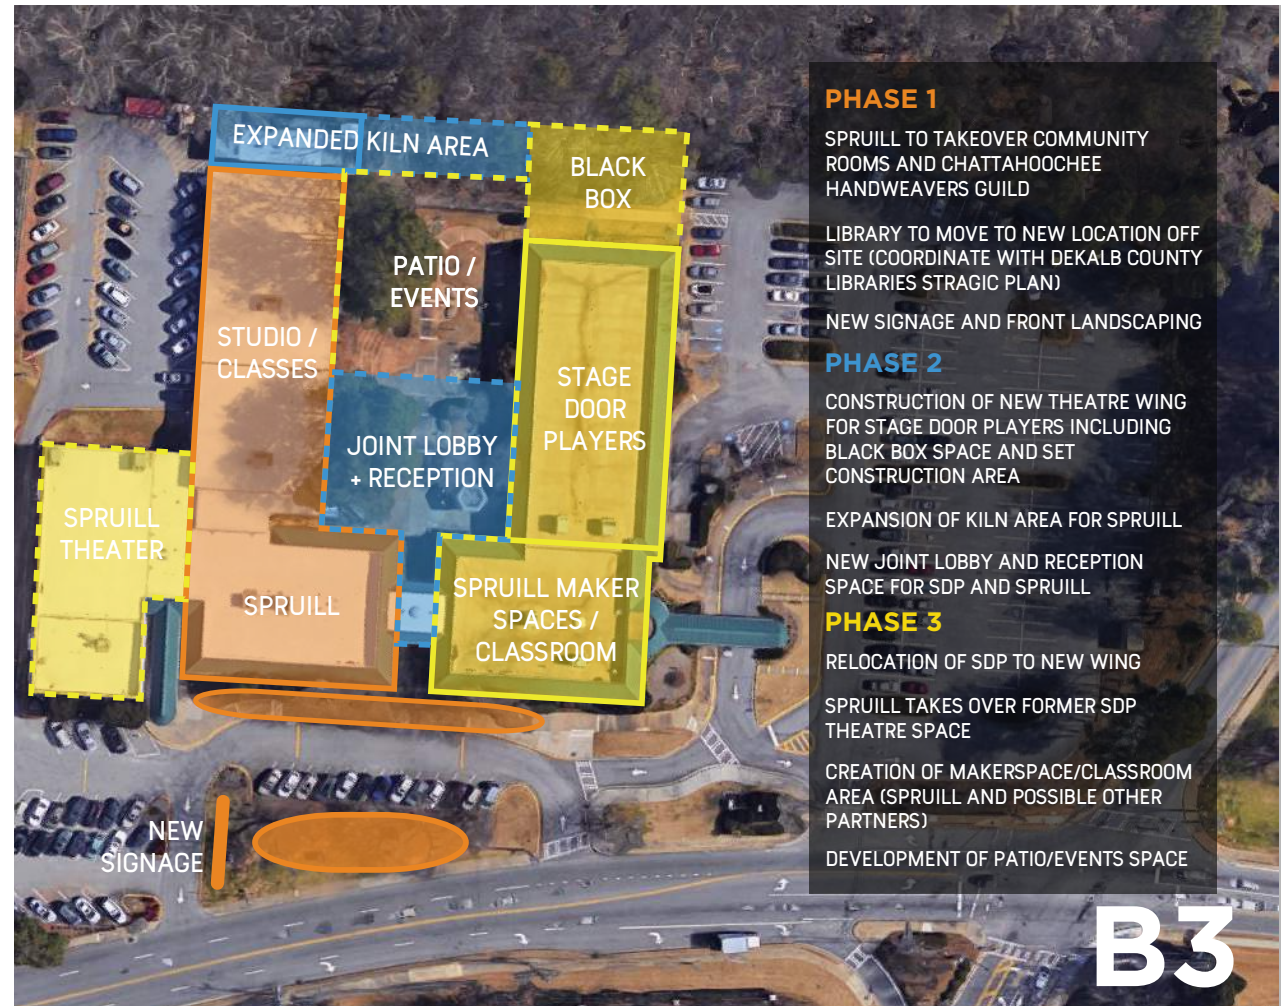 EXPANDED KILN AREA
BLACK
BOX
PATIO /
EVENTS
STUDIO /
CLASSES
STAGE
DOOR
PLAYERS
JOINT LOBBY
+ RECEPTION
SPRUILL
THEATER
SPRUILL
SPRUILL MAKER
SPACES /
CLASSROOM
NEW
SIGNAGE
PHASE 1
SPRUILL TO TAKEOVER COMMUNITY
ROOMS AND CHATTAHOOCHEE
HANDWEAVERS GUILD
LIBRARY TO MOVE TO NEW LOCATION OFF
SITE (COORDINATE WITH DEKALB COUNTY
LIBRARIES STRAGIC PLAN)
NEW SIGNAGE AND FRONT LANDSCAPING
PHASE 2
CONSTRUCTION OF NEW THEATRE WING
FOR STAGE DOOR PLAYERS INCLUDING
BLACK BOX SPACE AND SET
CONSTRUCTION AREA
EXPANSION OF KILN AREA FOR SPRUILL
NEW JOINT LOBBY AND RECEPTION
SPACE FOR SDP AND SPRUILL
PHASE 3
RELOCATION OF SDP TO NEW WING
SPRUILL TAKES OVER FORMER SDP
THEATRE SPACE
CREATION OF MAKERSPACE/CLASSROOM
AREA (SPRUILL AND POSSIBLE OTHER
PARTNERS)
DEVELOPMENT OF PATIO/EVENTS SPACE
B3